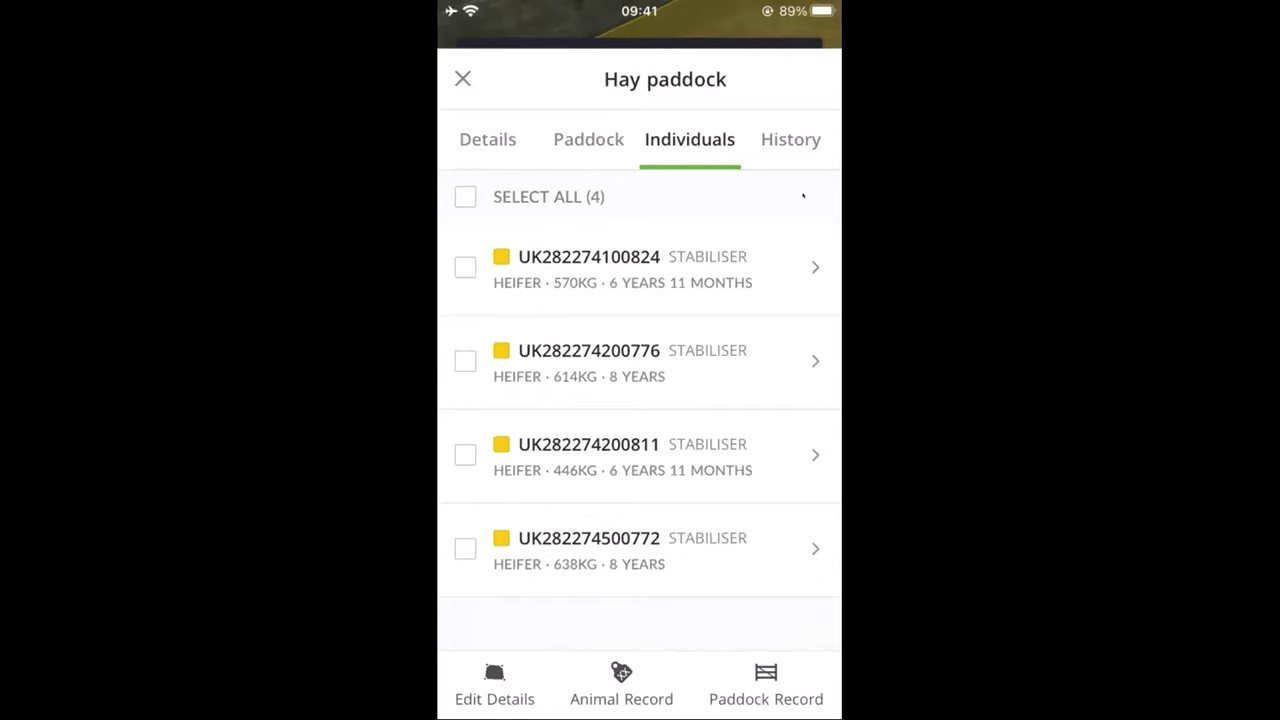 09:41
89%
Hay paddock
Details Paddock Individuals History
SELECT ALL (4)
UK282274100824 STABILISER
HEIFER · 570KG · 6 YEARS 11 MONTHS
UK282274200776 STABILISER
HEIFER · 614KG · 8 YEARS
UK282274200811 STABILISER
HEIFER · 446KG · 6 YEARS 11 MONTHS
UK282274500772 STABILISER
HEIFER · 638KG · 8 YEARS
Edit Details Animal Record Paddock Record